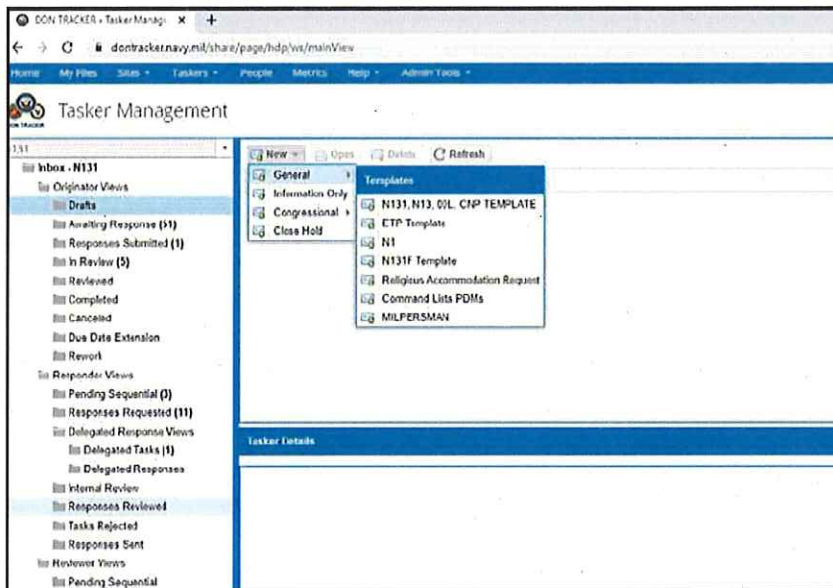 DON TRACKER » Tasker Manag
dontracker.navy.mil/share/page/hdp/ws/mainView
Home My Files Sites Taskers People Metrics Help Admin Tools
DON TRACKER
Tasker Management
New Open Delete Refresh
Inbox - N131
Originator Views
Drafts
Awaiting Response (51)
Responses Submitted (1)
In Review (5)
Reviewed
Completed
Canceled
Due Date Extension
Rework
Responder Views
Pending Sequential (3)
Responses Requested (11)
Delegated Response Views
Delegated Tasks (1)
Delegated Responses
Internal Review
Responses Reviewed
Tasks Rejected
Responses Sent
Reviewer Views
Pending Sequential
General
Information Only
Congressional
Close Hold
Templates
N131, N13, 00L, CNP TEMPLATE
ETP Template
N1
N131F Template
Religious Accommodation Request
Command Lists PDMs
MILPERSMAN
Tasker Details